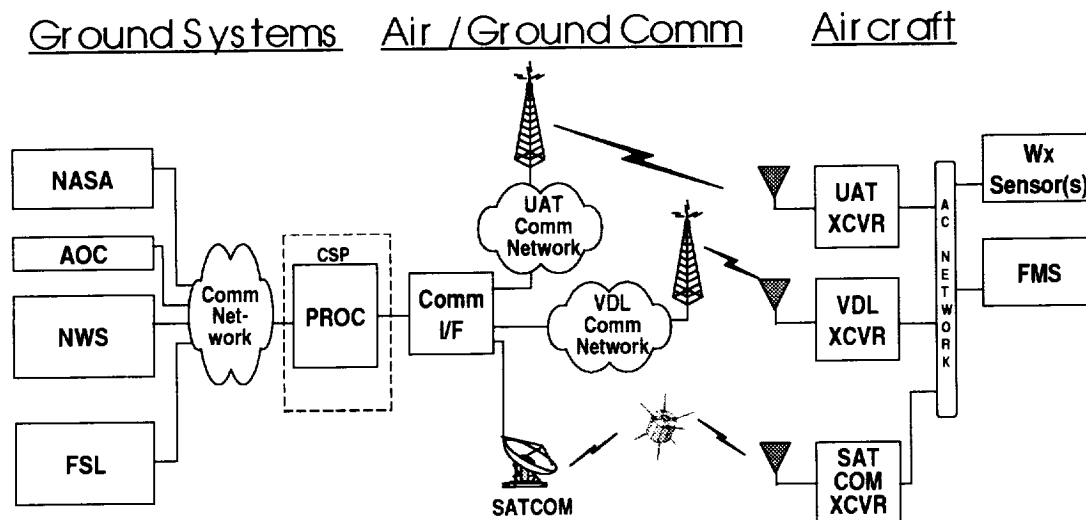 Ground Systems
Air / Ground Comm
Aircraft
NASA
AOC
NWS
FSL
Comm
Net-
work
CSP
PROC
Comm
I/F
UAT
Comm
Network
VDL
Comm
Network
SATCOM
UAT
XCVR
VDL
XCVR
SAT
COM
XCVR
AC NETWORK
Wx
Sensor(s)
FMS